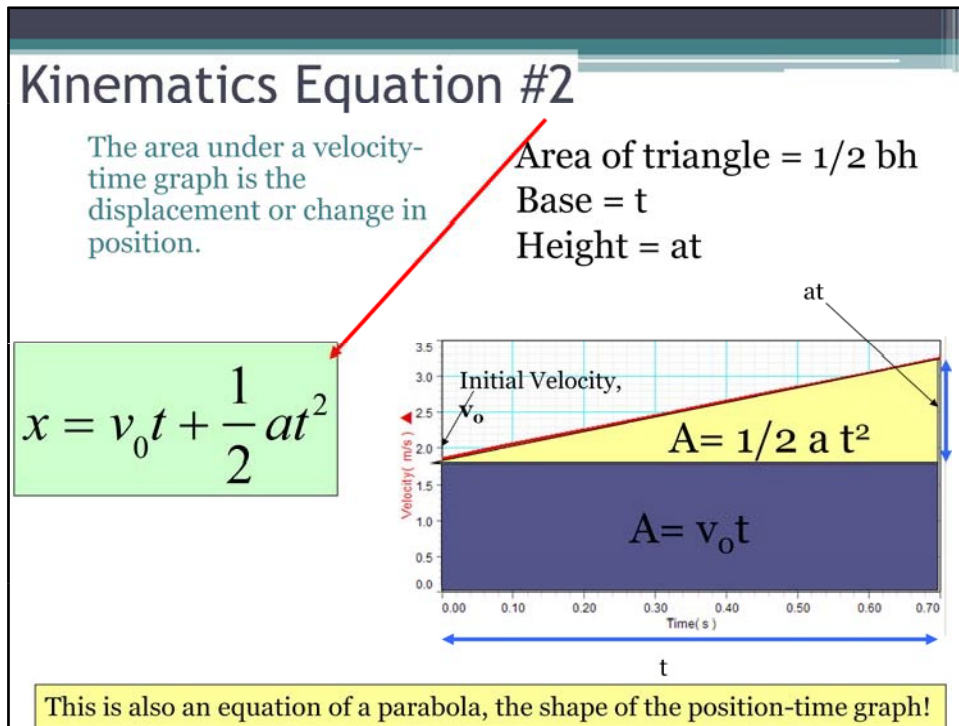 Kinematics Equation #2
The area under a velocity-
time graph is the
displacement or change in
position.
Area of triangle = 1/2 bh
Base = t
Height = at
x = v₀t + 1/2 at²
at
Initial Velocity,
v₀
A= 1/2 a t²
A= v₀t
Velocity( m/s )
3.5
3.0
2.5
2.0
1.5
1.0
0.5
0.0
0.00 0.10 0.20 0.30 0.40 0.50 0.60 0.70
Time( s )
t
This is also an equation of a parabola, the shape of the position-time graph!